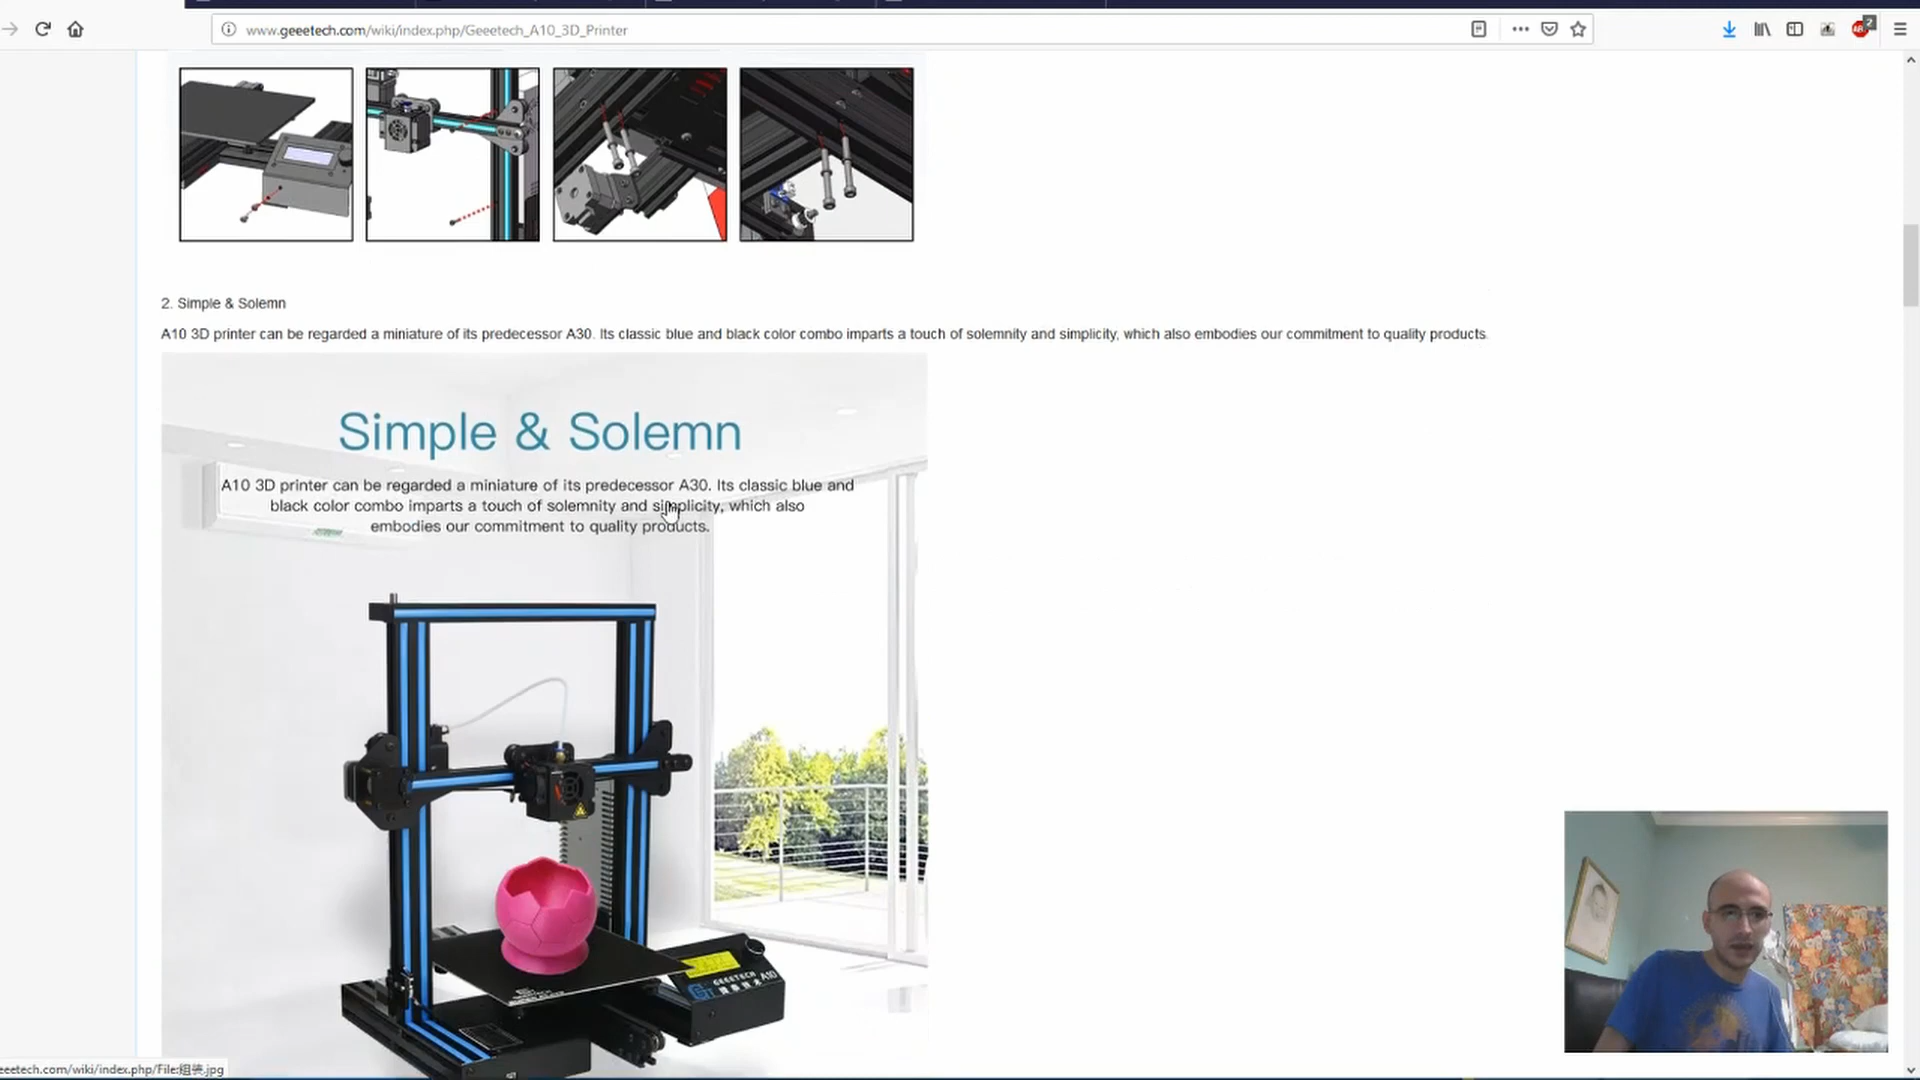 www.geeetech.com/wiki/index.php/Geeetech_A10_3D_Printer
2
2. Simple & Solemn
A10 3D printer can be regarded a miniature of its predecessor A30. Its classic blue and black color combo imparts a touch of solemnity and simplicity, which also embodies our commitment to quality products.
Simple & Solemn
A10 3D printer can be regarded a miniature of its predecessor A30. Its classic blue and
black color combo imparts a touch of solemnity and simplicity, which also
embodies our commitment to quality products.
GEEETECH A10
eeetech.com/wiki/index.php/File:组装.jpg